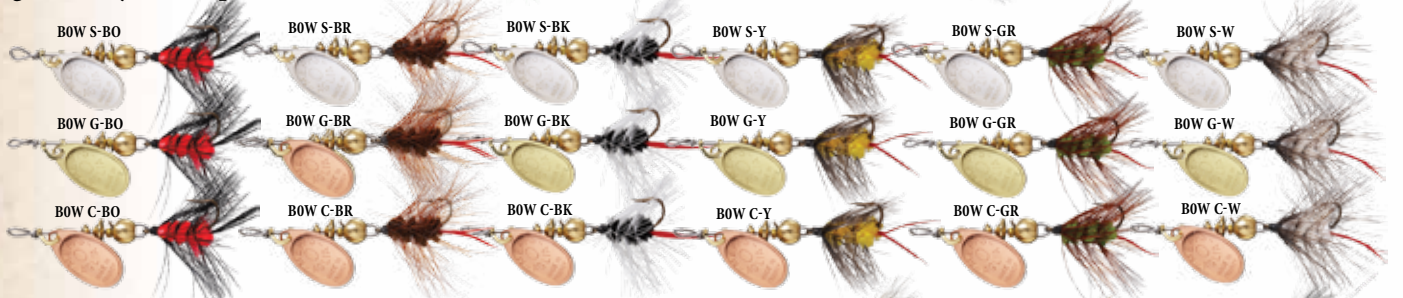 B0W S-BO
B0W S-BR
B0W S-BK
B0W S-Y
B0W S-GR
B0W S-W
B0W G-BO
B0W G-BR
B0W G-BK
B0W G-Y
B0W G-GR
B0W G-W
B0W C-BO
B0W C-BR
B0W C-BK
B0W C-Y
B0W C-GR
B0W C-W